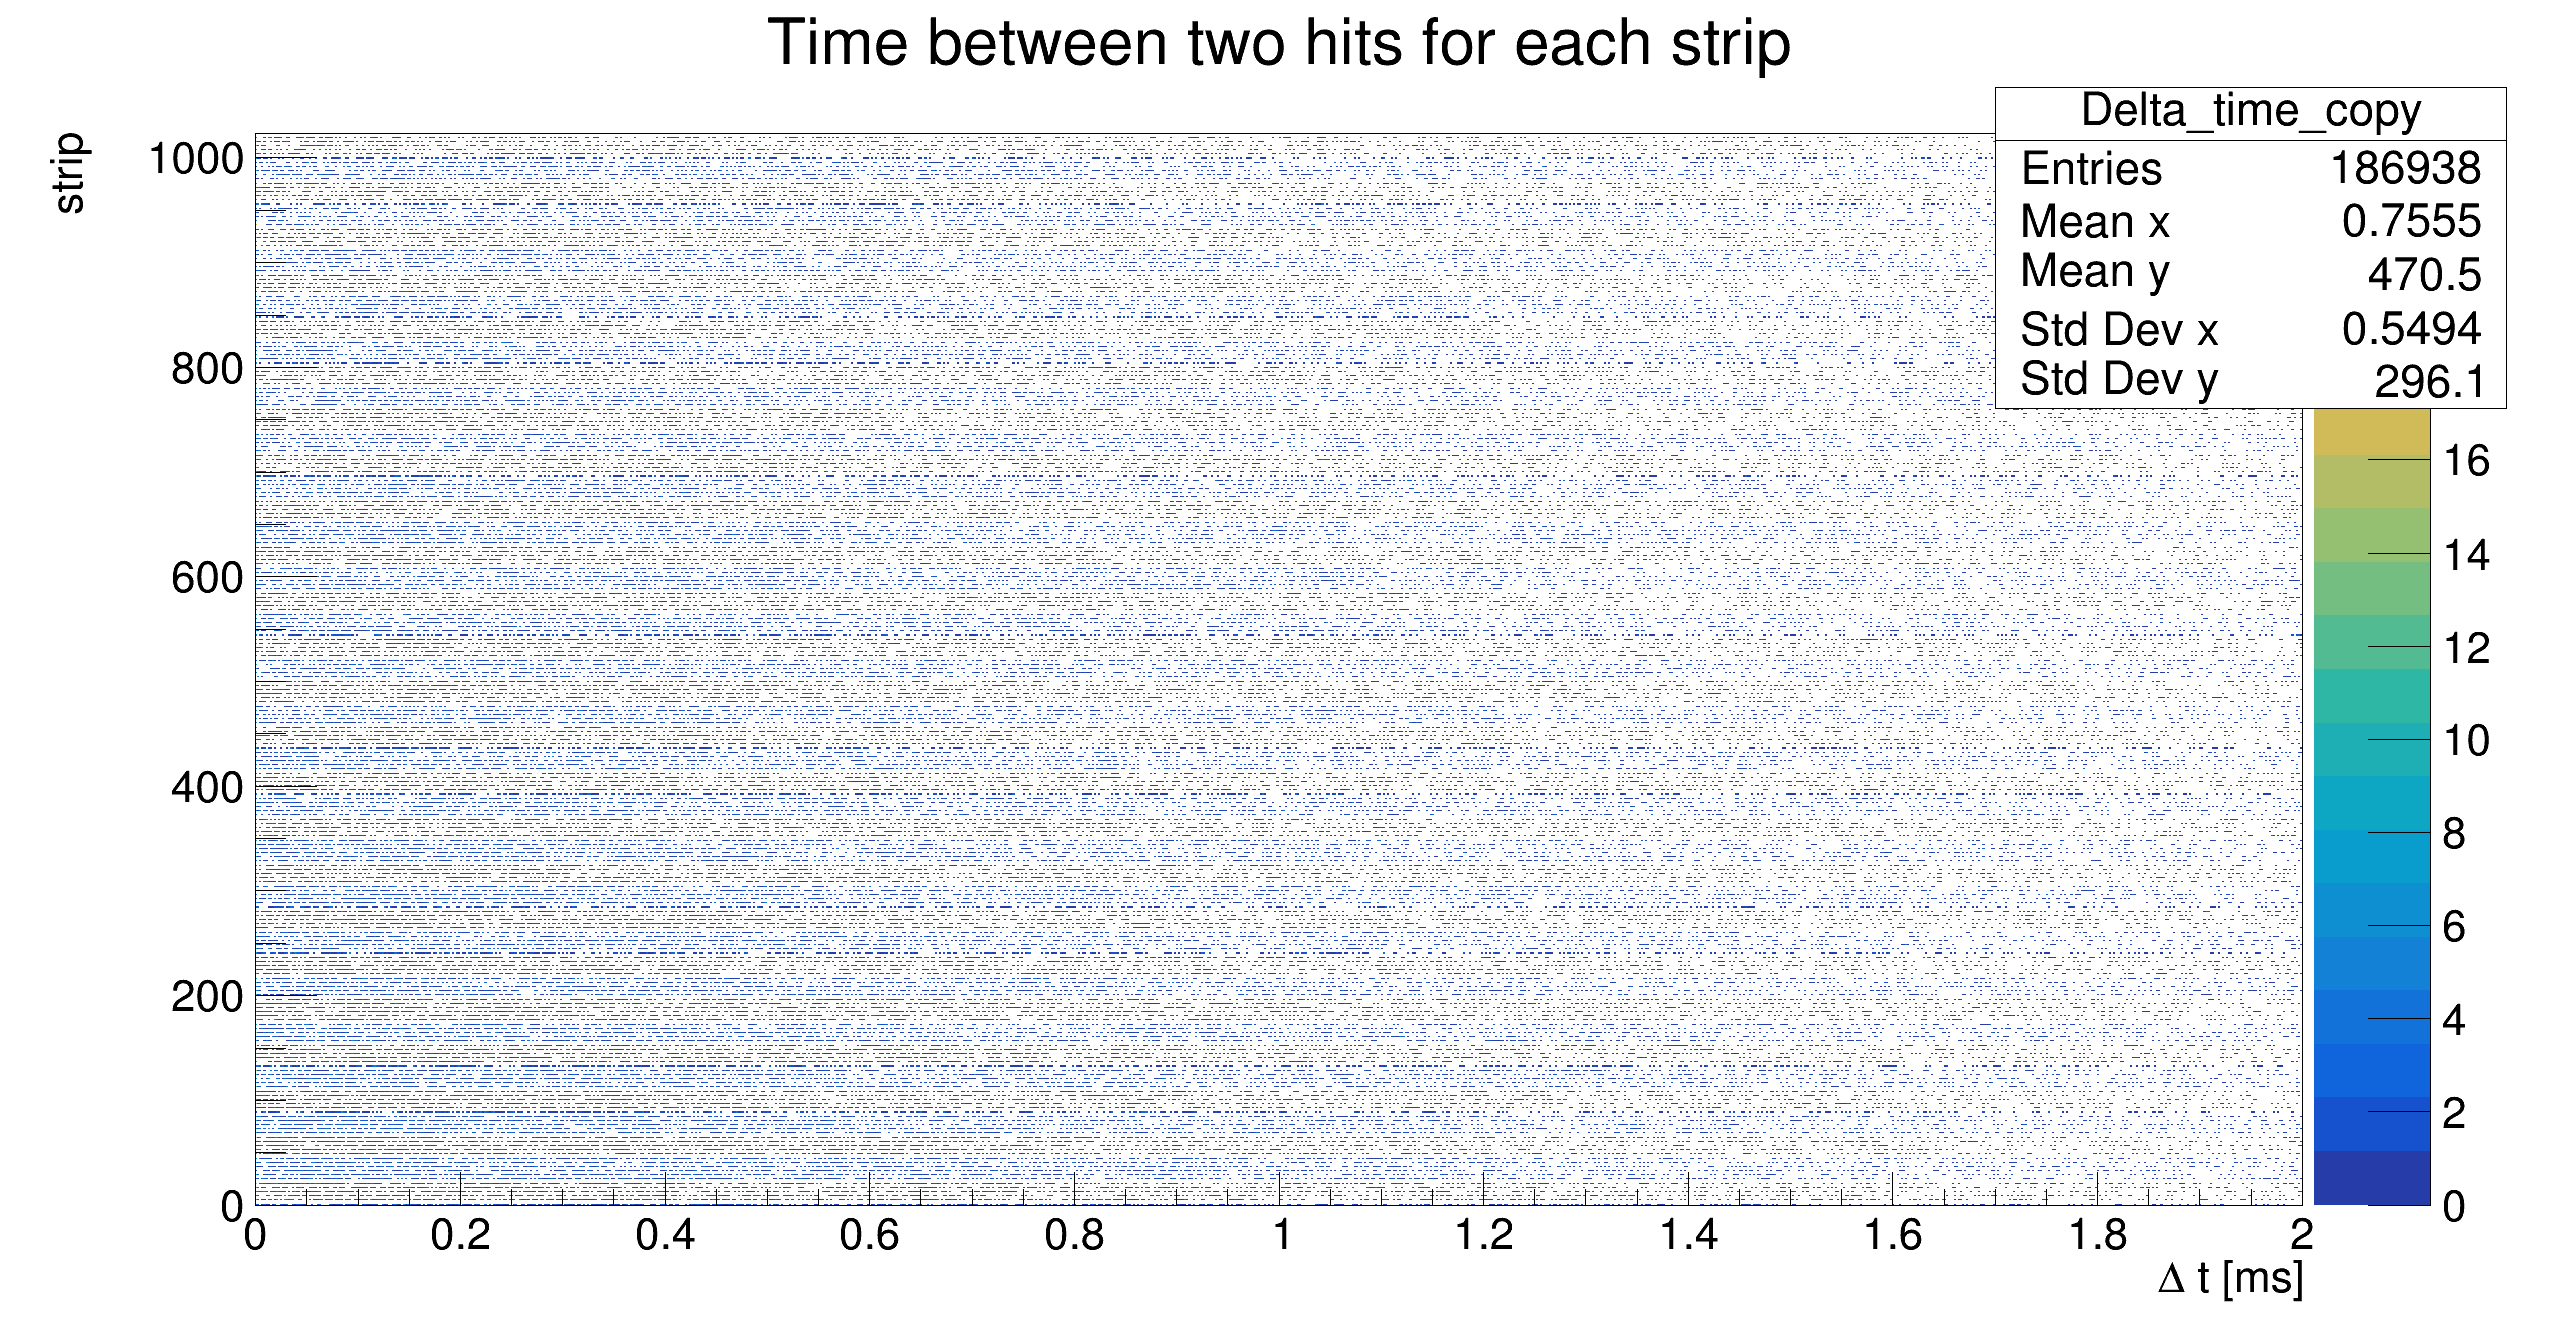 Time between two hits for each strip
Delta_time_copy
Entries 186938
Mean x 0.7555
Mean y 470.5
Std Dev x 0.5494
Std Dev y 296.1
strip
1000
800
600
400
200
0
16
14
12
10
8
6
4
2
0
0 0.2 0.4 0.6 0.8 1 1.2 1.4 1.6 1.8 2
Δ t [ms]